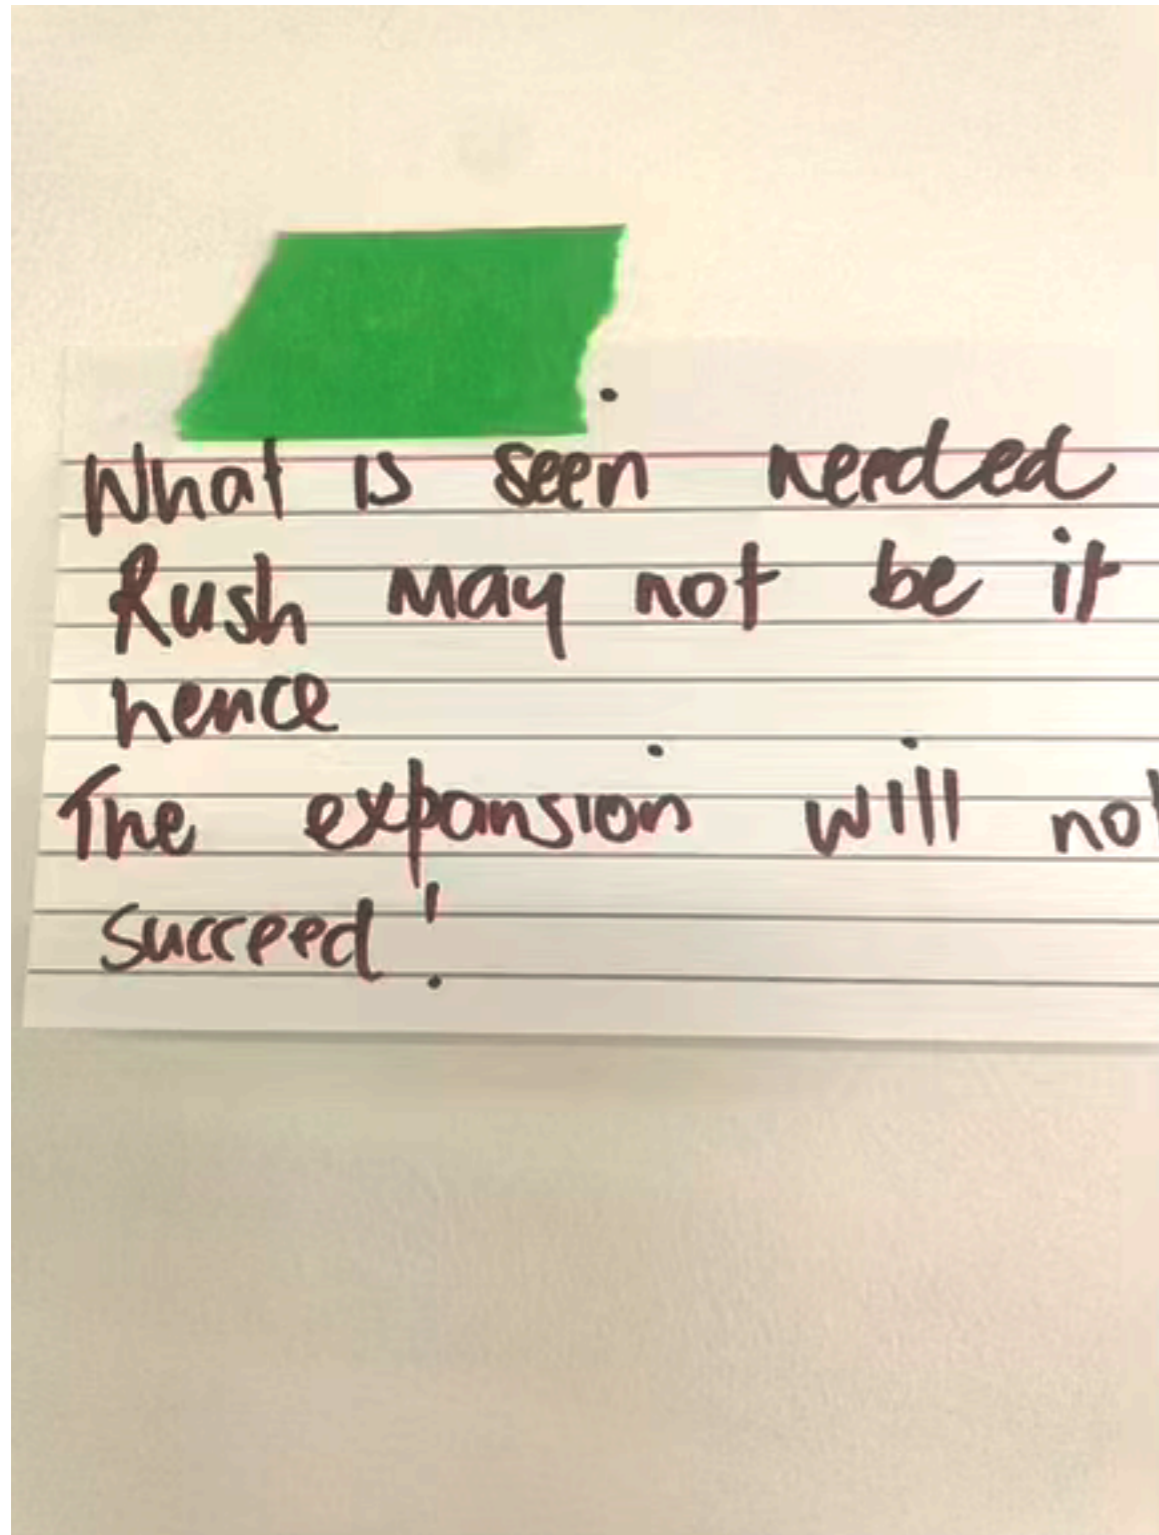 What is seen needed
Rush may not be it
hence
The expansion will not
succeed!